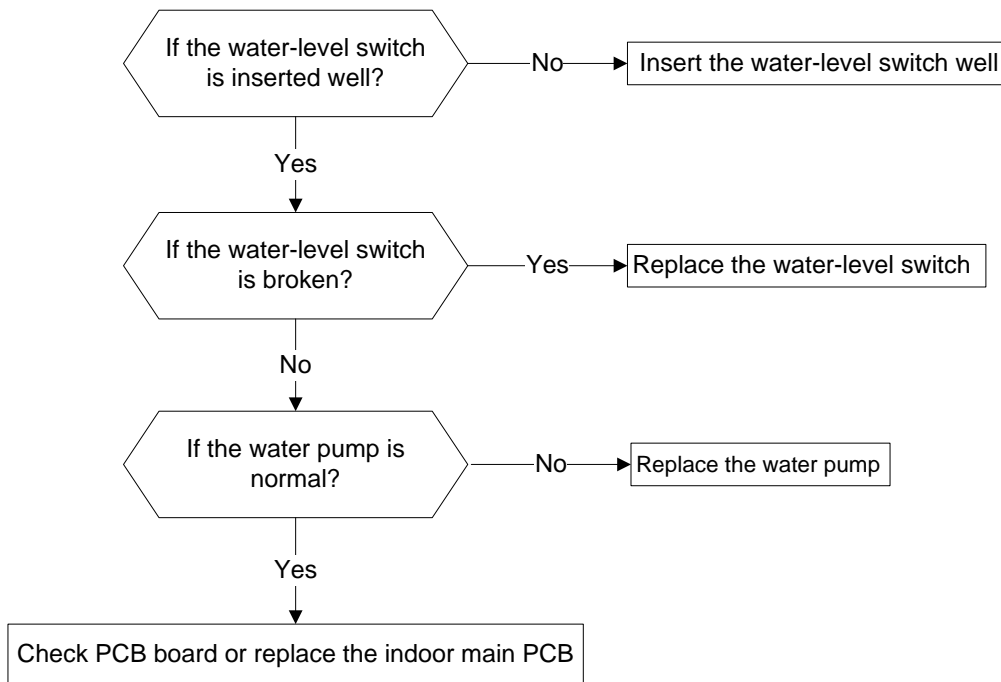 If the water-level switch
is inserted well?
No
Insert the water-level switch well
Yes
If the water-level switch
is broken?
Yes
Replace the water-level switch
No
If the water pump is
normal?
No
Replace the water pump
Yes
Check PCB board or replace the indoor main PCB